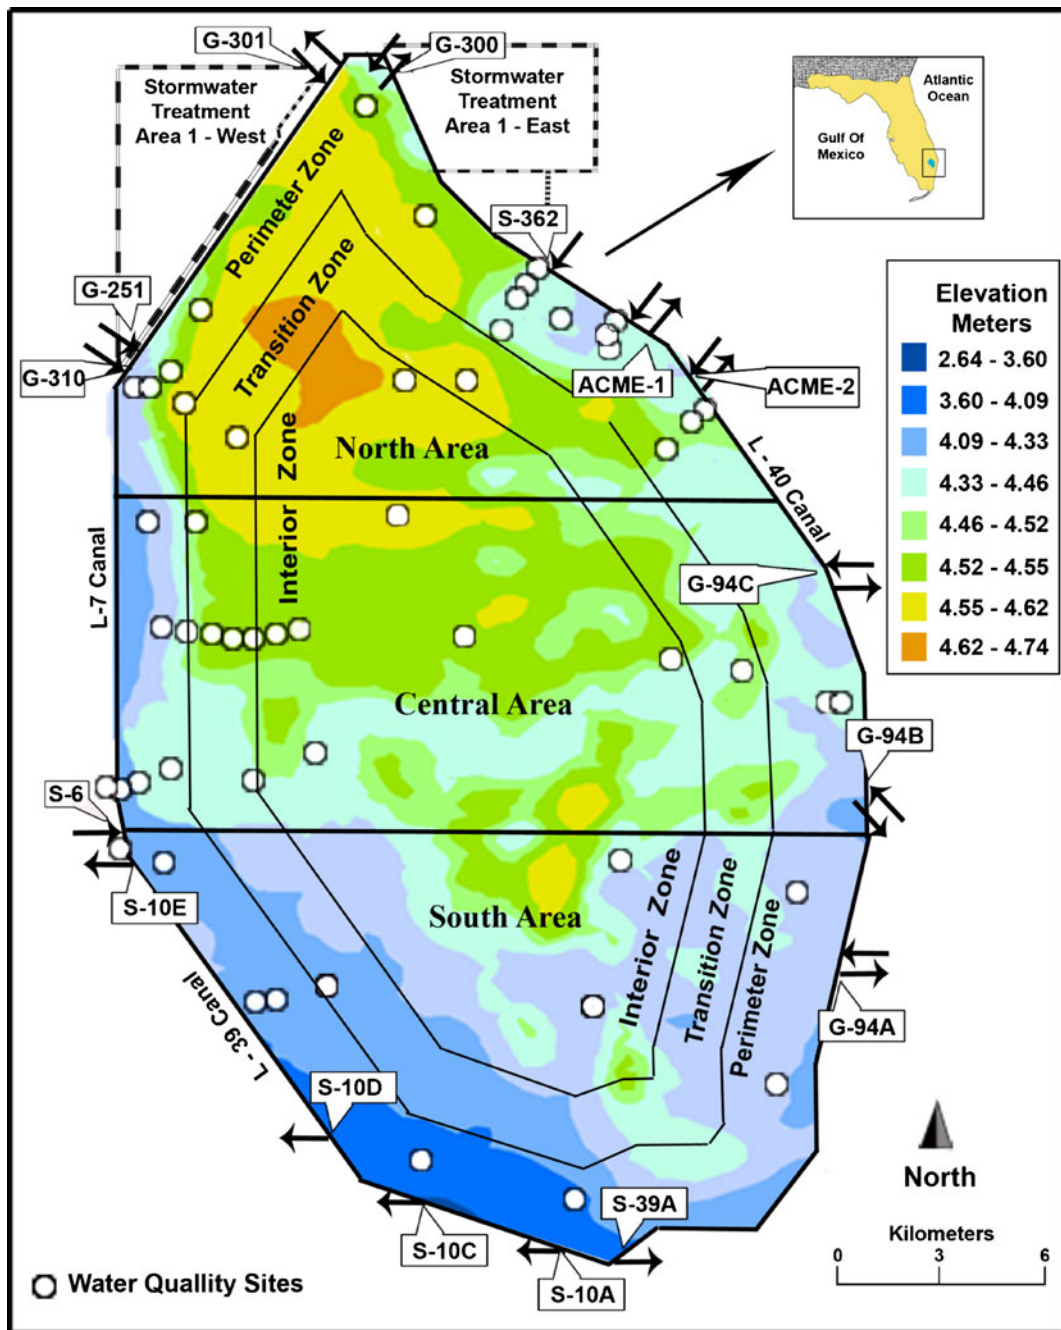 G-301
G-300
Stormwater
Treatment
Area 1 - West
Stormwater
Treatment
Area 1 - East
Atlantic
Ocean
Gulf Of
Mexico
Perimeter Zone
Transition Zone
Interior Zone
S-362
G-251
G-310
ACME-1
ACME-2
North Area
L - 40 Canal
Elevation
Meters
2.64 - 3.60
3.60 - 4.09
4.09 - 4.33
4.33 - 4.46
4.46 - 4.52
4.52 - 4.55
4.55 - 4.62
4.62 - 4.74
L-7 Canal
G-94C
Central Area
G-94B
S-6
S-10E
South Area
Interior Zone
Transition Zone
Perimeter Zone
G-94A
L - 39 Canal
S-10D
S-39A
S-10C
S-10A
North
Kilometers
0 3 6
Water Quallity Sites